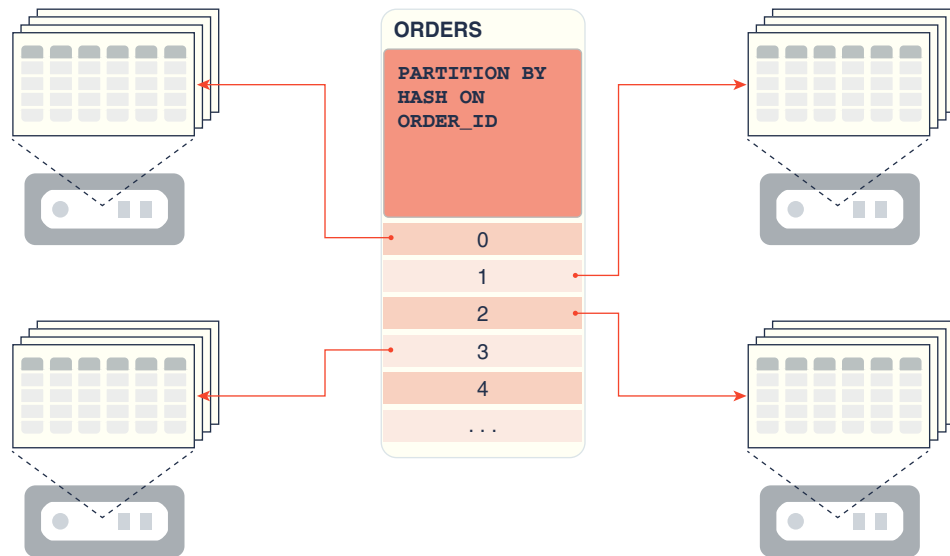 ORDERS
PARTITION BY
HASH ON
ORDER_ID
0
1
2
3
4
...